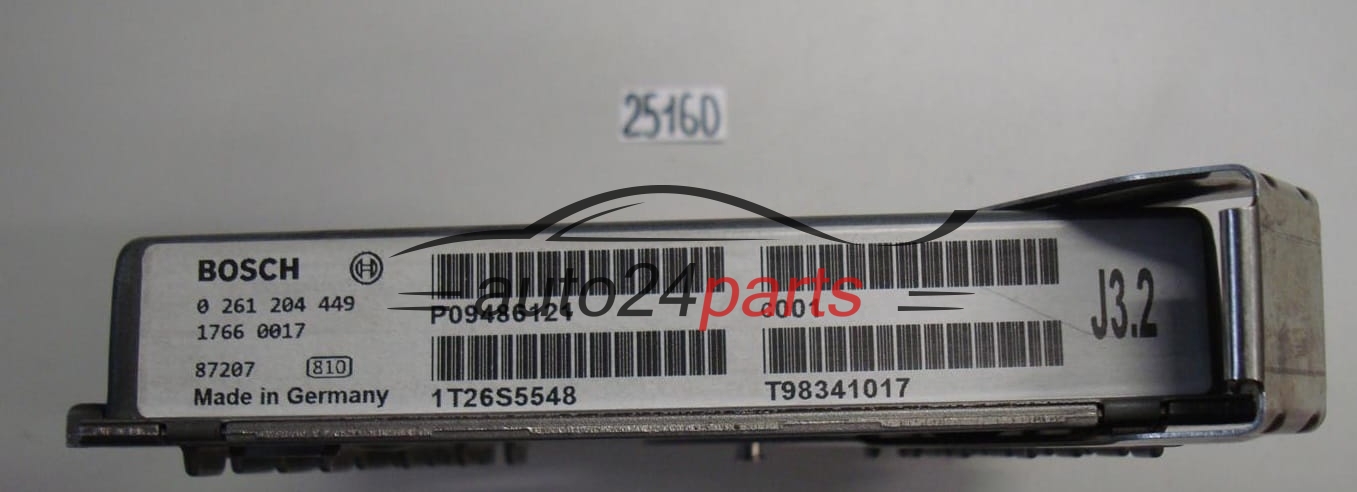 25160
BOSCH
0 261 204 449
1766 0017
87207 810
Made in Germany
P09486121
0001
1T26S5548
T98341017
J3.2
auto24parts